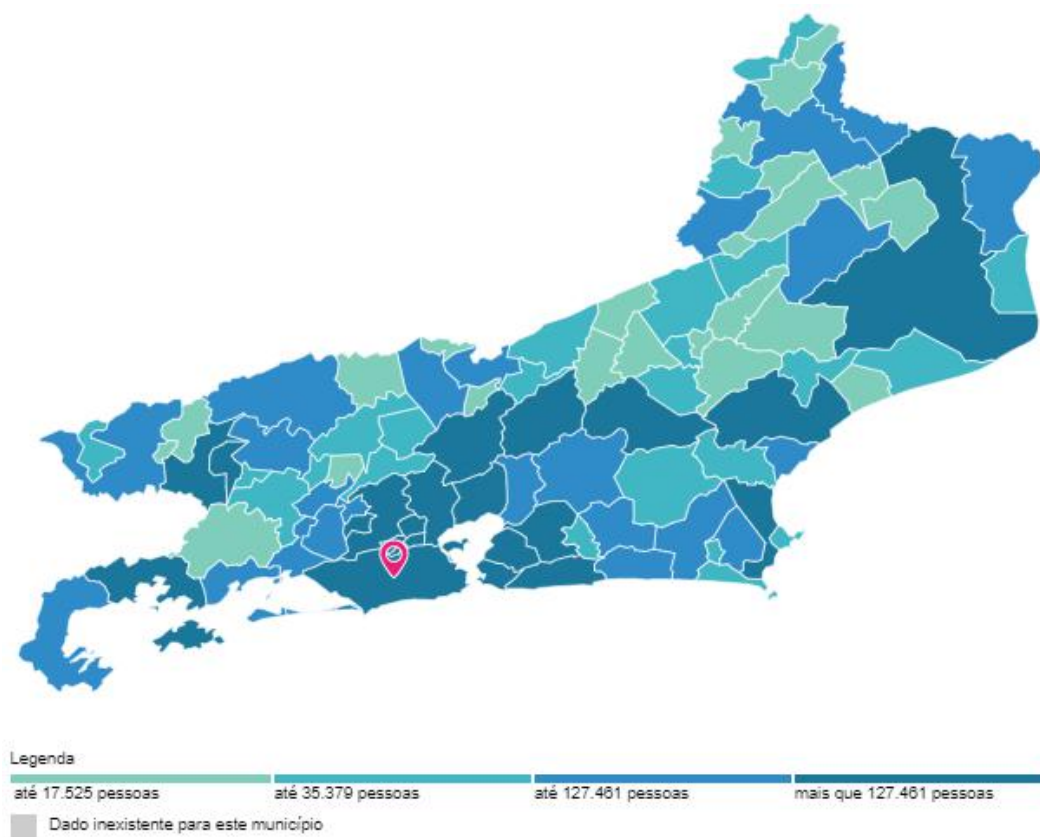 Legenda
até 17.525 pessoas
até 35.379 pessoas
até 127.461 pessoas
mais que 127.461 pessoas
Dado inexistente para este município